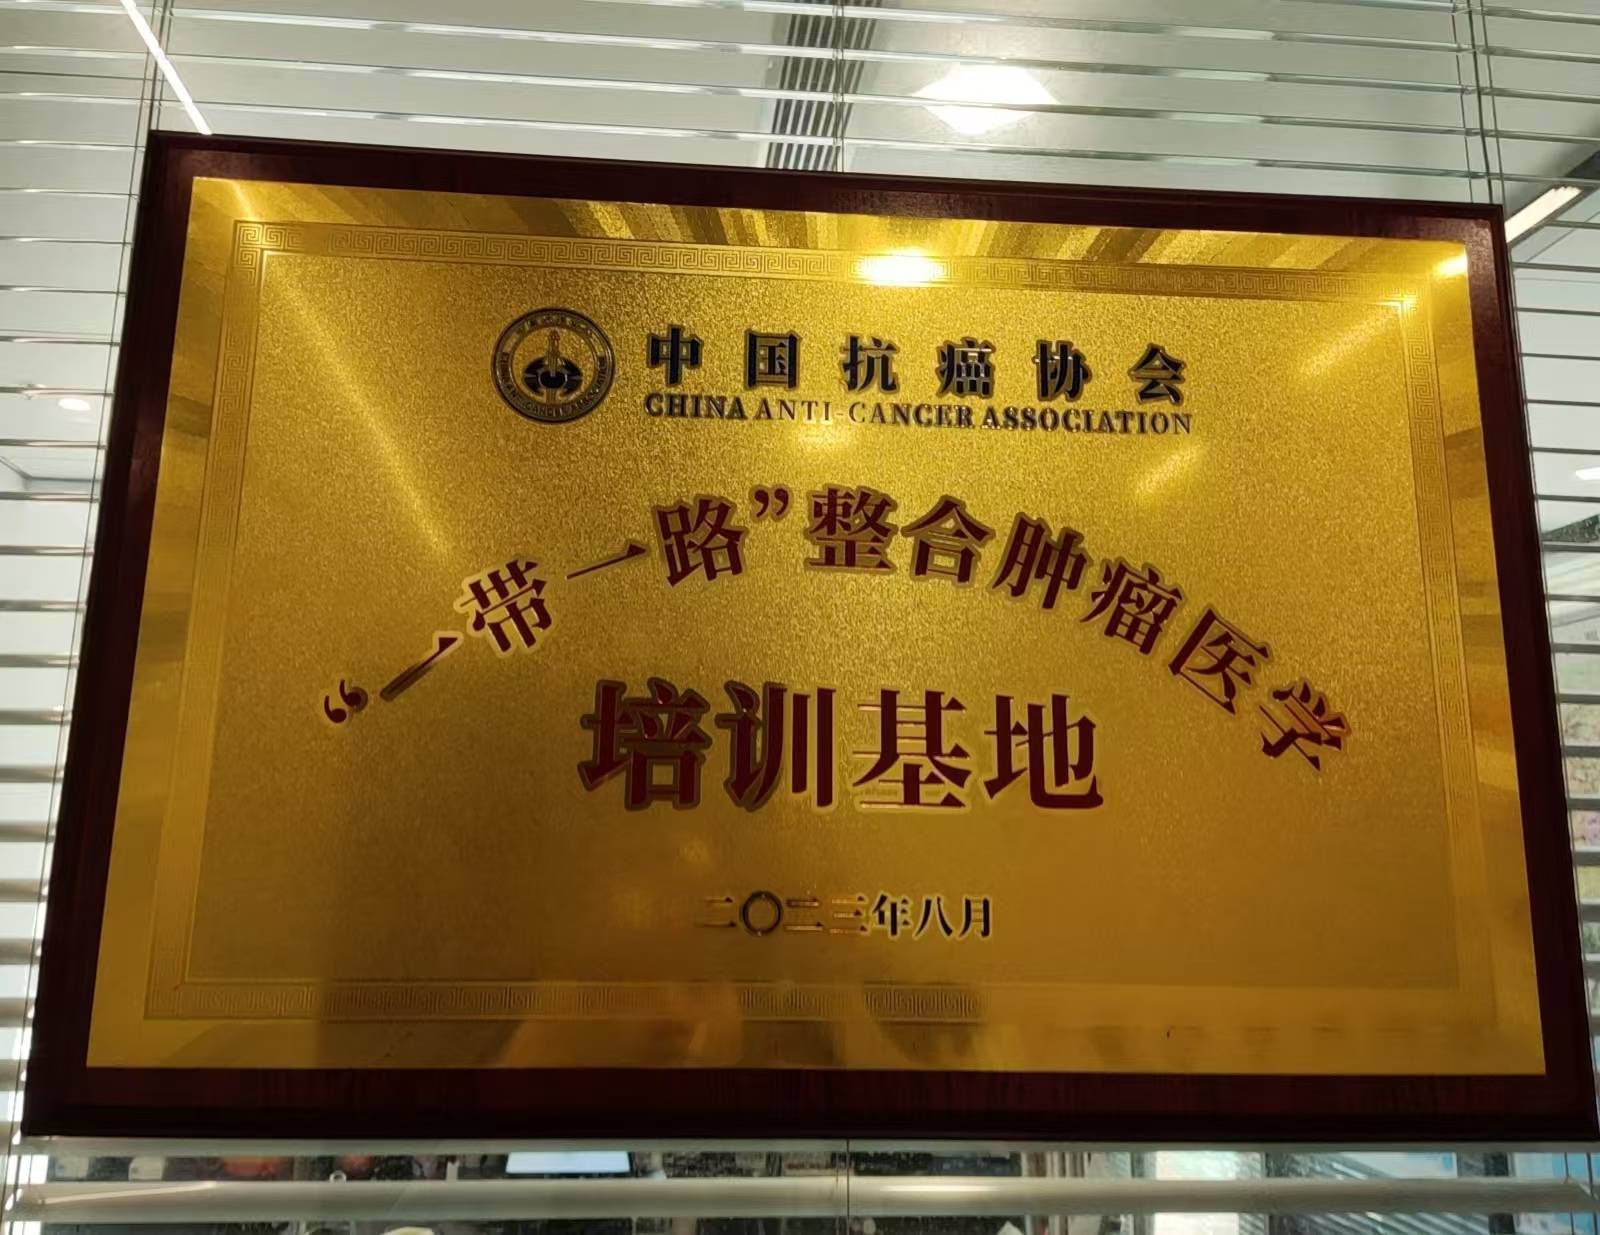 中国抗癌协会
CHINA ANTI-CANCER ASSOCIATION
“一带一路”整合肿瘤医学
培训基地
二〇二三年八月